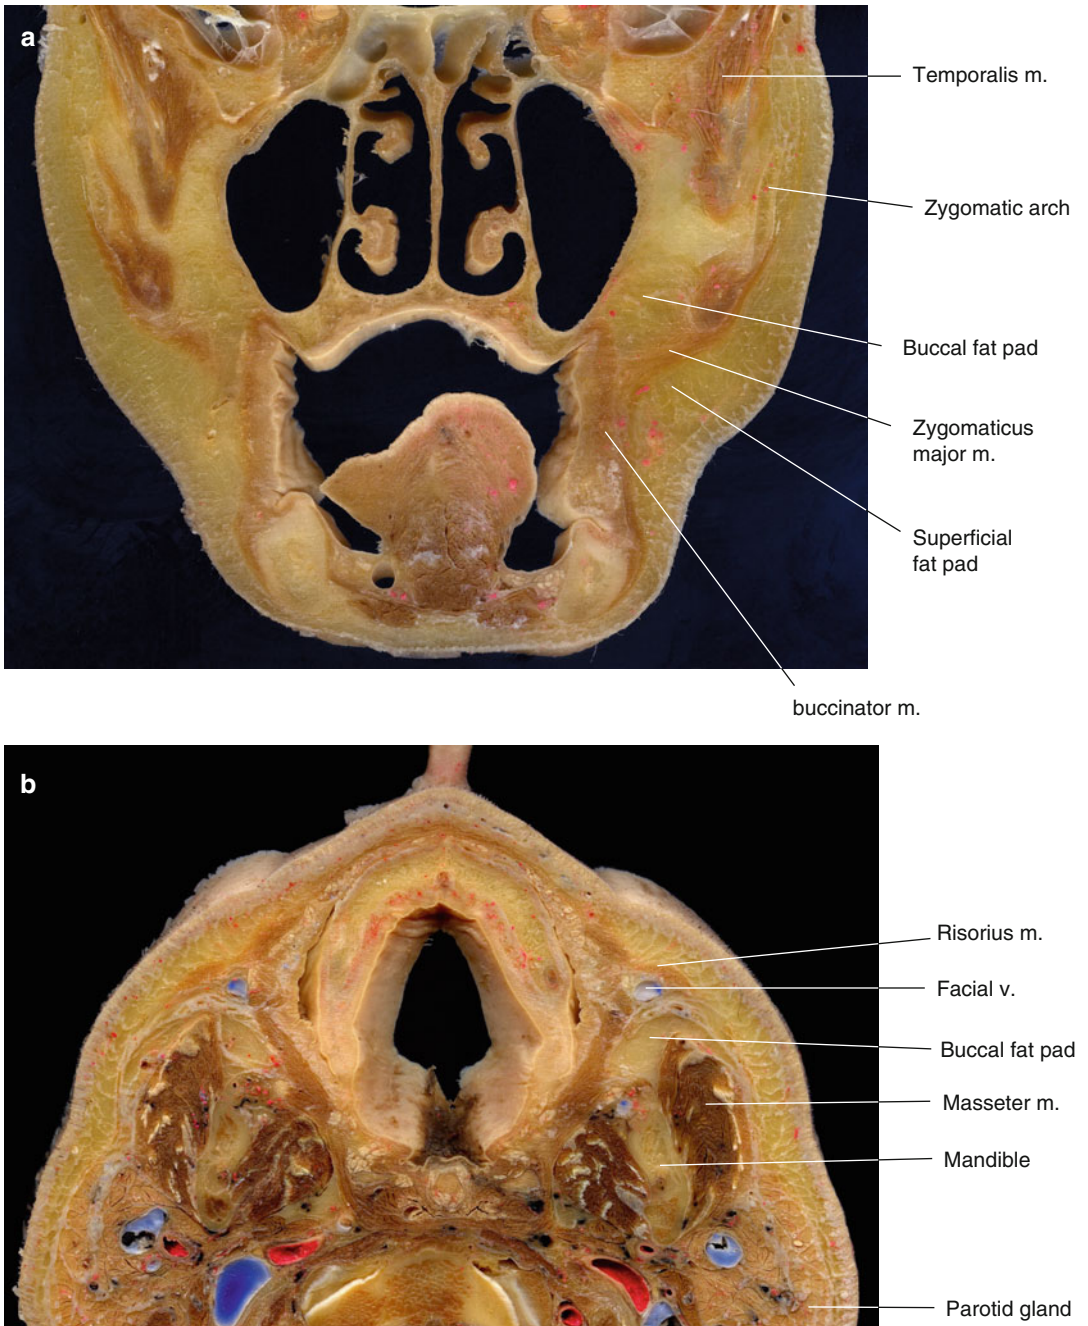 a
Temporalis m.
Zygomatic arch
Buccal fat pad
Zygomaticus
major m.
Superficial
fat pad
buccinator m.
b
Risorius m.
Facial v.
Buccal fat pad
Masseter m.
Mandible
Parotid gland